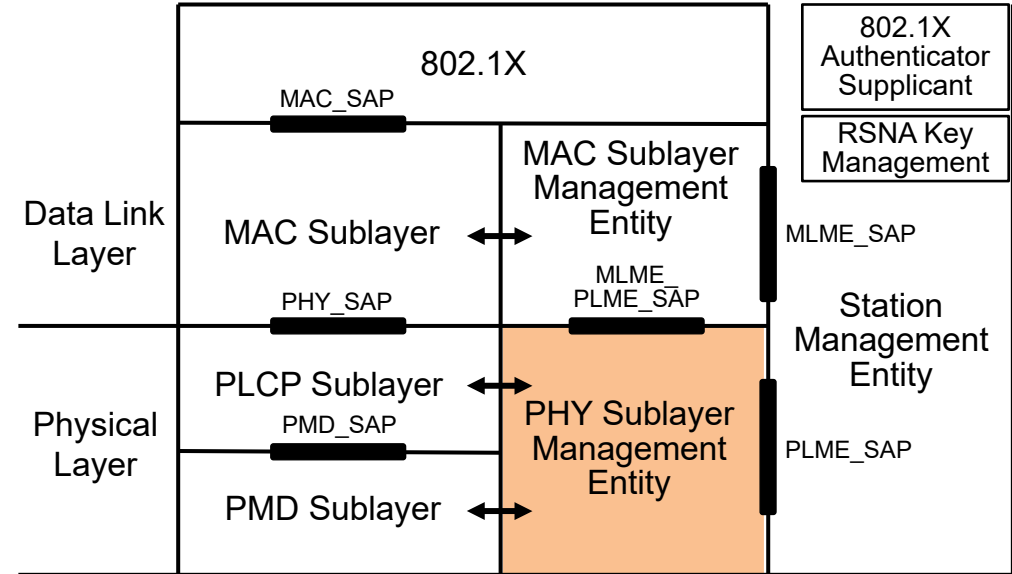 802.1X
802.1X
Authenticator
Supplicant
MAC_SAP
RSNA Key
Management
MAC Sublayer
Management
Entity
Data Link
Layer
MAC Sublayer
MLME_SAP
MLME_
PLME_SAP
PHY_SAP
Station
Management
Entity
PLCP Sublayer
PHY Sublayer
Management
Entity
Physical
Layer
PMD_SAP
PLME_SAP
PMD Sublayer